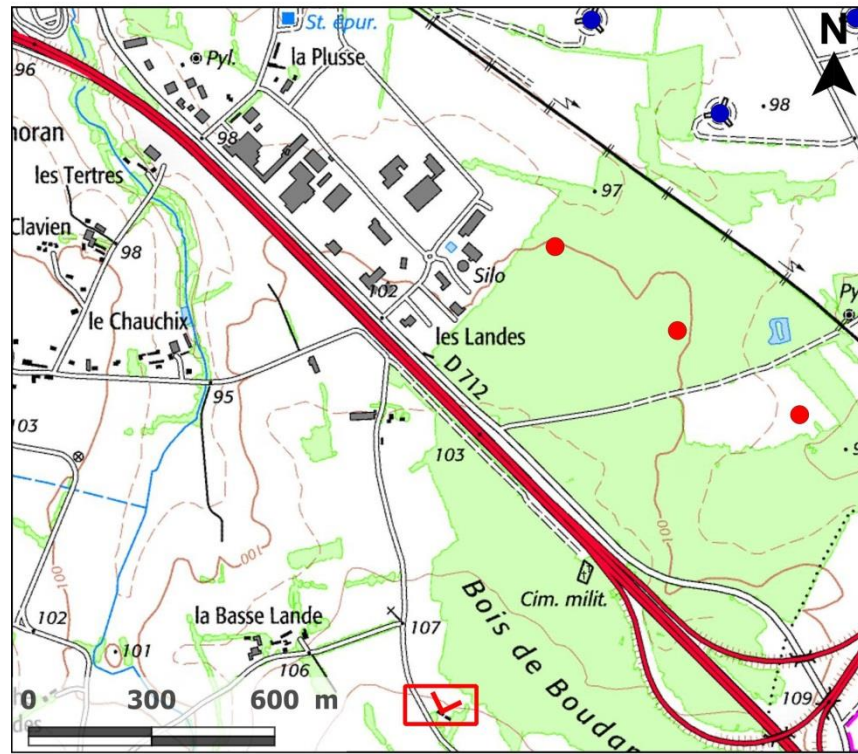 St. épur.
N
96
Pyl.
la Plusse
98
98
97
noran
les Tertres
Clavien
98
102
Silo
le Chauchix
les Landes
D 712
95
103
103
100
100
Cim. milit.
la Basse Lande
107
102
101
106
Bois de Boudan
109
0 300 600 m
des